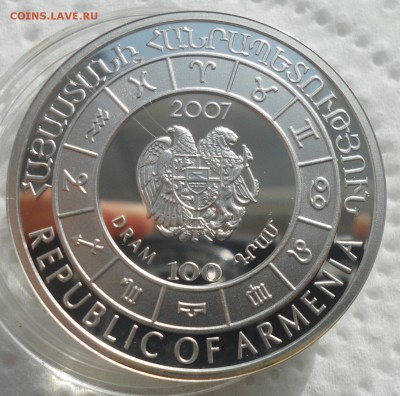 COINS.LAVE.RU
ՀԱՅԱՍՏԱՆԻ ՀԱՆՐԱՊԵՏՈՒԹՅՈՒՆ
2007
DRAM 100 ԴՐԱՄ
REPUBLIC OF ARMENIA